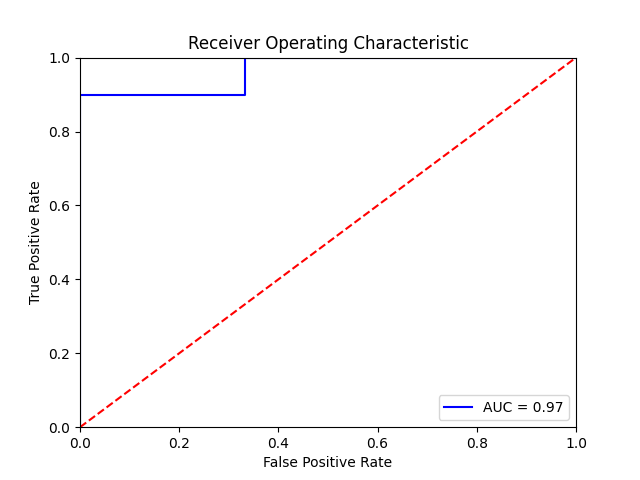 Receiver Operating Characteristic
1.0
0.8
0.6
0.4
0.2
0.0
True Positive Rate
AUC = 0.97
0.0 0.2 0.4 0.6 0.8 1.0
False Positive Rate